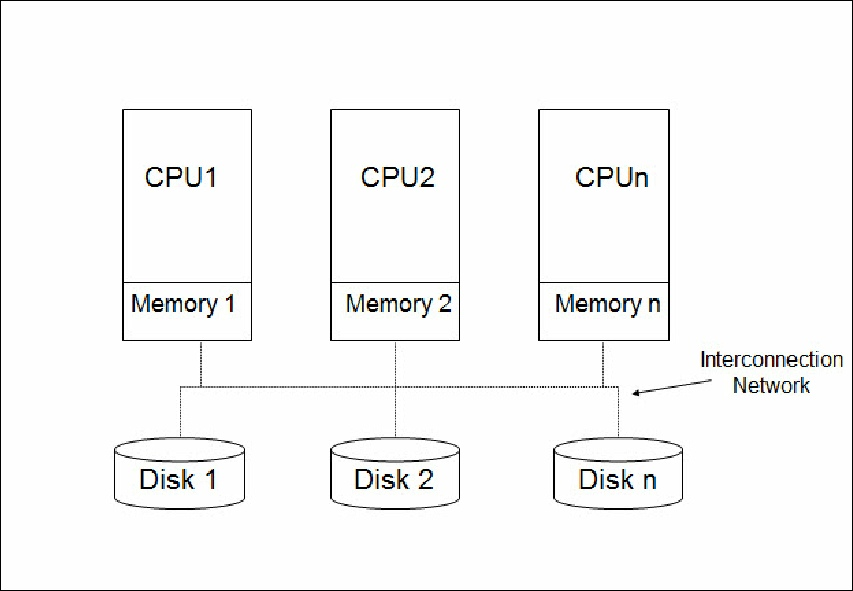 CPU1
CPU2
CPUn
Memory 1
Memory 2
Memory n
Interconnection
Network
Disk 1
Disk 2
Disk n